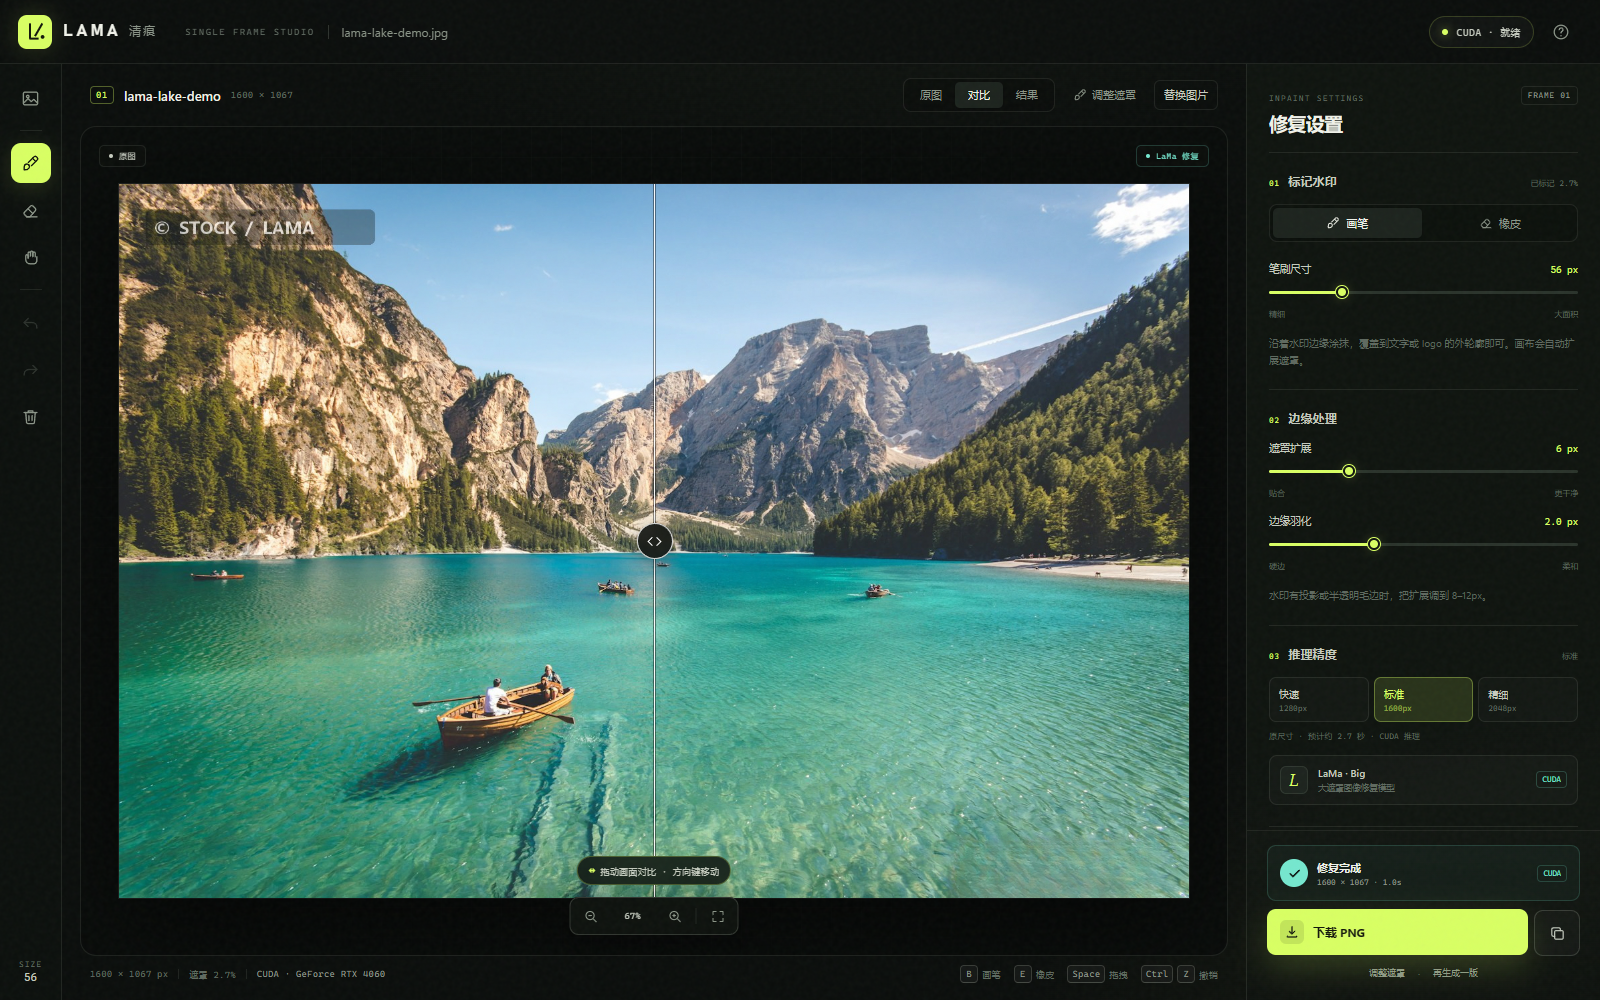 LAMA 清痕
SINGLE FRAME STUDIO
lama-lake-demo.jpg
CUDA · 就绪
01 lama-lake-demo 1600 × 1067
原图 对比 结果
调整遮罩
替换图片
原图
LaMa 修复
© STOCK / LAMA
拖动画面对比 · 方向键移动
67%
SIZE
56
1600 × 1067 px
遮罩 2.7%
CUDA · GeForce RTX 4060
B 画笔
E 橡皮
Space 拖拽
Ctrl Z 撤销
INPAINT SETTINGS
FRAME 01
修复设置
01 标记水印
已标记 2.7%
画笔
橡皮
笔刷尺寸
56 px
精细
大面积
沿着水印边缘涂抹，覆盖到文字或 logo 的外轮廓即可。画布会自动扩
展遮罩。
02 边缘处理
遮罩扩展
6 px
贴合
更干净
边缘羽化
2.0 px
硬边
柔和
水印有投影或半透明毛边时，把扩展调到 8–12px。
03 推理精度
标准
快速
1280px
标准
1600px
精细
2048px
原尺寸 · 预计约 2.7 秒 · CUDA 推理
L
LaMa · Big
大遮罩图像修复模型
CUDA
修复完成
1600 × 1067 · 1.0s
CUDA
下载 PNG
调整遮罩 · 再生成一版